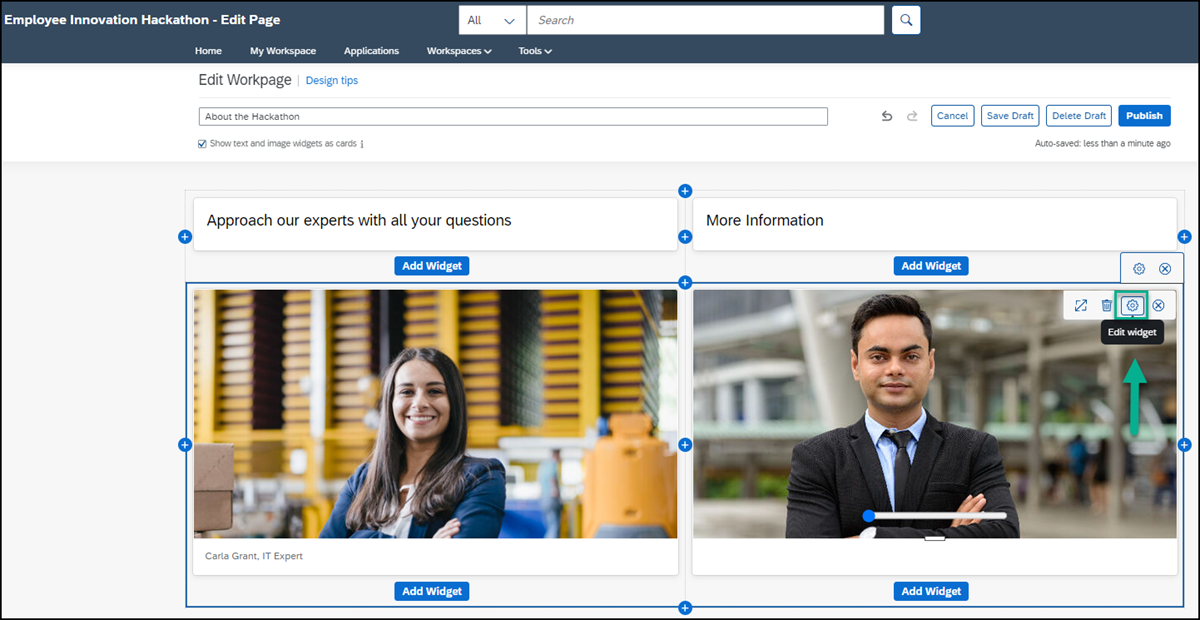 Employee Innovation Hackathon - Edit Page
All
Search
Home My Workspace Applications Workspaces Tools
Edit Workpage | Design tips
About the Hackathon
Cancel Save Draft Delete Draft Publish
Show text and image widgets as cards i
Auto-saved: less than a minute ago
Approach our experts with all your questions
More Information
Add Widget
Add Widget
Edit widget
Carla Grant, IT Expert
Add Widget
Add Widget